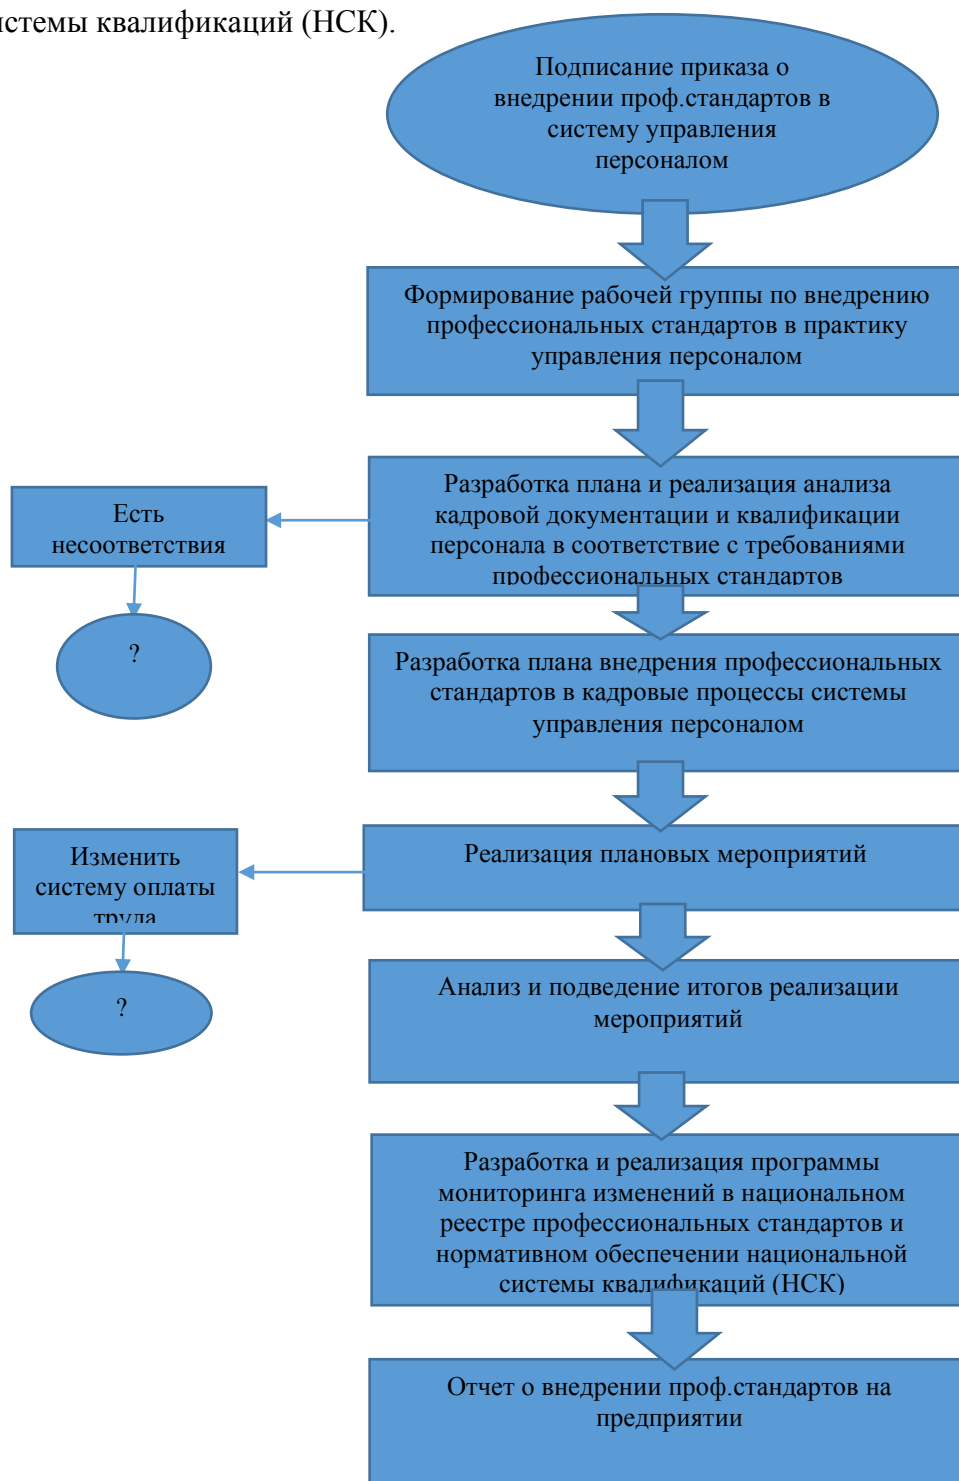 истемы квалификаций (НСК).
Подписание приказа о
внедрении проф.стандартов в
систему управления
персоналом
Формирование рабочей группы по внедрению
профессиональных стандартов в практику
управления персоналом
Разработка плана и реализация анализа
кадровой документации и квалификации
персонала в соответствие с требованиями
профессиональных стандартов
Есть
несоответствия
?
Разработка плана внедрения профессиональных
стандартов в кадровые процессы системы
управления персоналом
Реализация плановых мероприятий
Изменить
систему оплаты
труда
?
Анализ и подведение итогов реализации
мероприятий
Разработка и реализация программы
мониторинга изменений в национальном
реестре профессиональных стандартов и
нормативном обеспечении национальной
системы квалификаций (НСК)
Отчет о внедрении проф.стандартов на
предприятии